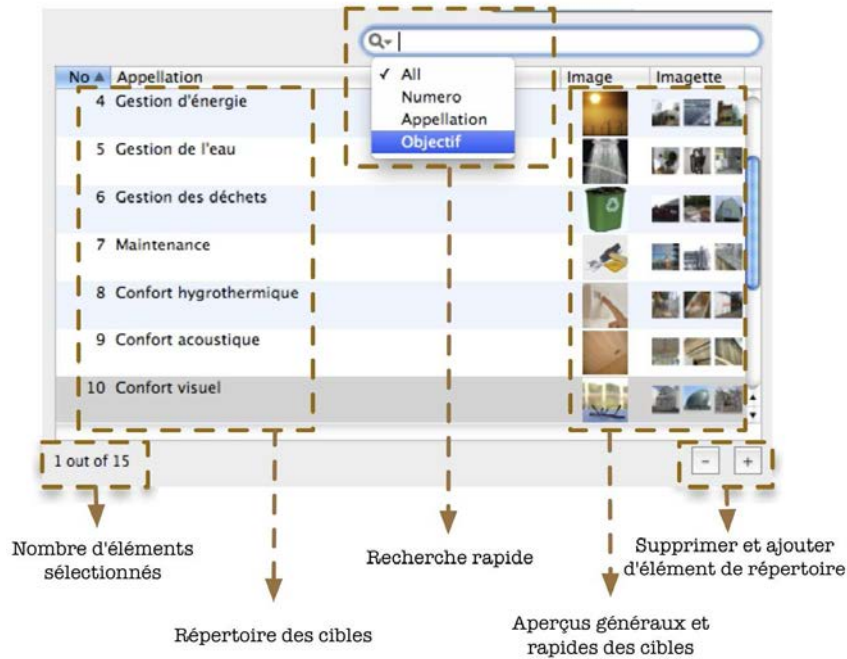 ✓ All
Numero
Appellation
Objectif
No Appellation Image Imagette
4 Gestion d'énergie
5 Gestion de l'eau
6 Gestion des déchets
7 Maintenance
8 Confort hygrothermique
9 Confort acoustique
10 Confort visuel
1 out of 15
- +
Nombre d'éléments
sélectionnés
Recherche rapide
Supprimer et ajouter
d'élément de répertoire
Répertoire des cibles
Aperçus généraux et
rapides des cibles